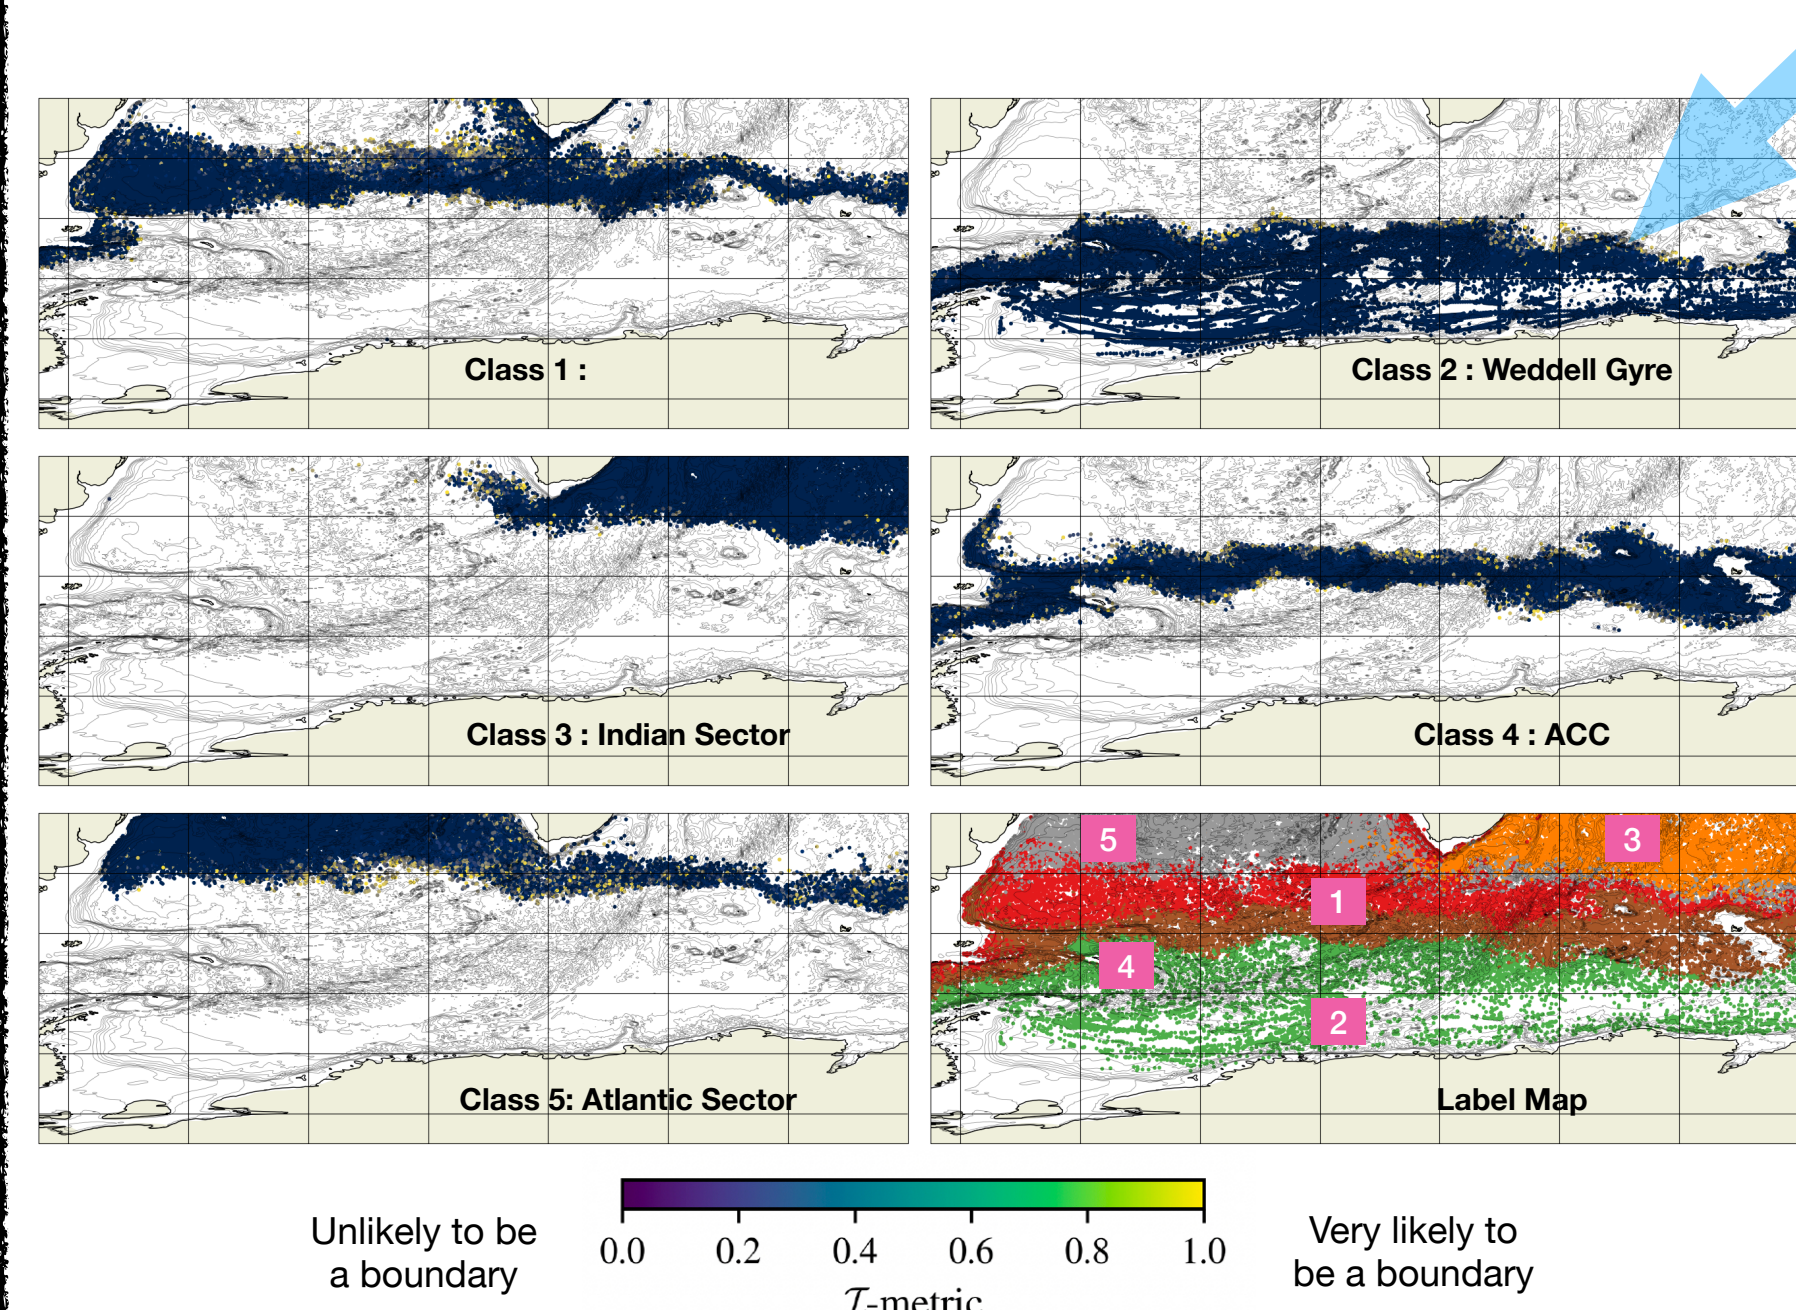 Class 1 :
Class 2 : Weddell Gyre
Class 3 : Indian Sector
Class 4 : ACC
Class 5: Atlantic Sector
5
3
1
4
2
Label Map
Unlikely to be
a boundary
0.0 0.2 0.4 0.6 0.8 1.0
T-metric
Very likely to
be a boundary